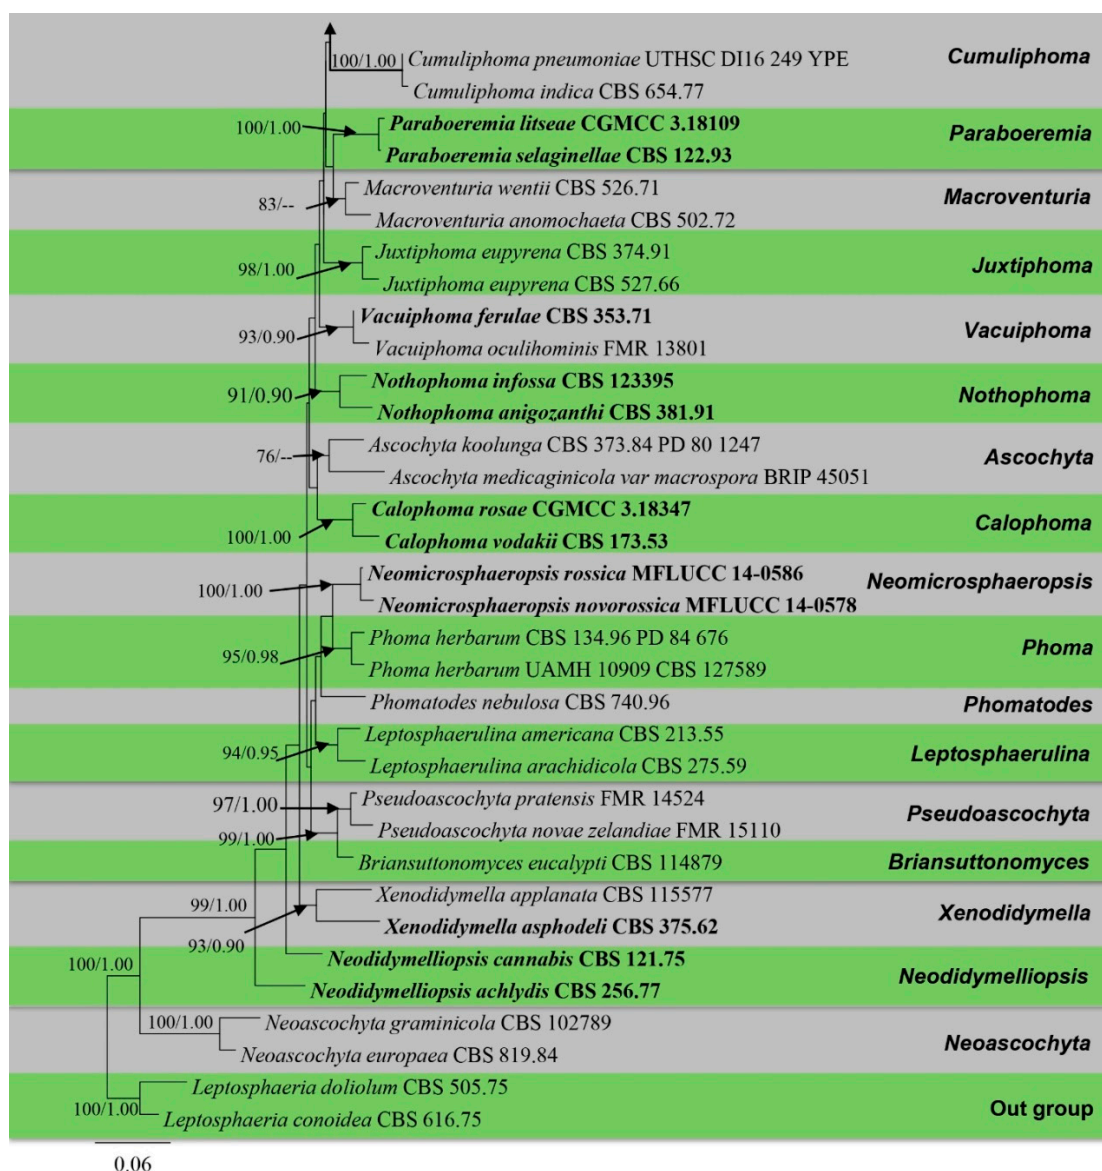 100/1.00 Cumuliphoma pneumoniae UTHSC DI16 249 YPE
Cumuliphoma
Cumuliphoma indica CBS 654.77
100/1.00 Paraboeremia litseae CGMCC 3.18109
Paraboeremia
Paraboeremia selaginellae CBS 122.93
Macroventuria wentii CBS 526.71
Macroventuria
83/--
Macroventuria anomochaeta CBS 502.72
Juxtiphoma eupyrena CBS 374.91
Juxtiphoma
98/1.00
Juxtiphoma eupyrena CBS 527.66
Vacuiphoma ferulae CBS 353.71
Vacuiphoma
93/0.90
Vacuiphoma oculihominis FMR 13801
Nothophoma infossa CBS 123395
Nothophoma
91/0.90
Nothophoma anigozanthi CBS 381.91
Ascochyta koolunga CBS 373.84 PD 80 1247
Ascochyta
76/--
Ascochyta medicaginicola var macrospora BRIP 45051
Calophoma rosae CGMCC 3.18347
Calophoma
100/1.00
Calophoma vodakii CBS 173.53
Neomicrosphaeropsis rossica MFLUCC 14-0586
Neomicrosphaeropsis
100/1.00
Neomicrosphaeropsis novorossica MFLUCC 14-0578
Phoma herbarum CBS 134.96 PD 84 676
Phoma
95/0.98
Phoma herbarum UAMH 10909 CBS 127589
Phomatodes nebulosa CBS 740.96
Phomatodes
Leptosphaerulina americana CBS 213.55
Leptosphaerulina
94/0.95
Leptosphaerulina arachidicola CBS 275.59
97/1.00
Pseudoascochyta pratensis FMR 14524
Pseudoascochyta
Pseudoascochyta novae zelandiae FMR 15110
99/1.00
Briansuttonomyces eucalypti CBS 114879
Briansuttonomyces
Xenodidymella applanata CBS 115577
Xenodidymella
99/1.00
Xenodidymella asphodeli CBS 375.62
93/0.90
Neodidymelliopsis cannabis CBS 121.75
Neodidymelliopsis
100/1.00
Neodidymelliopsis achlydis CBS 256.77
100/1.00 Neoascochyta graminicola CBS 102789
Neoascochyta
Neoascochyta europaea CBS 819.84
Leptosphaeria doliolum CBS 505.75
Out group
100/1.00
Leptosphaeria conoidea CBS 616.75
0.06